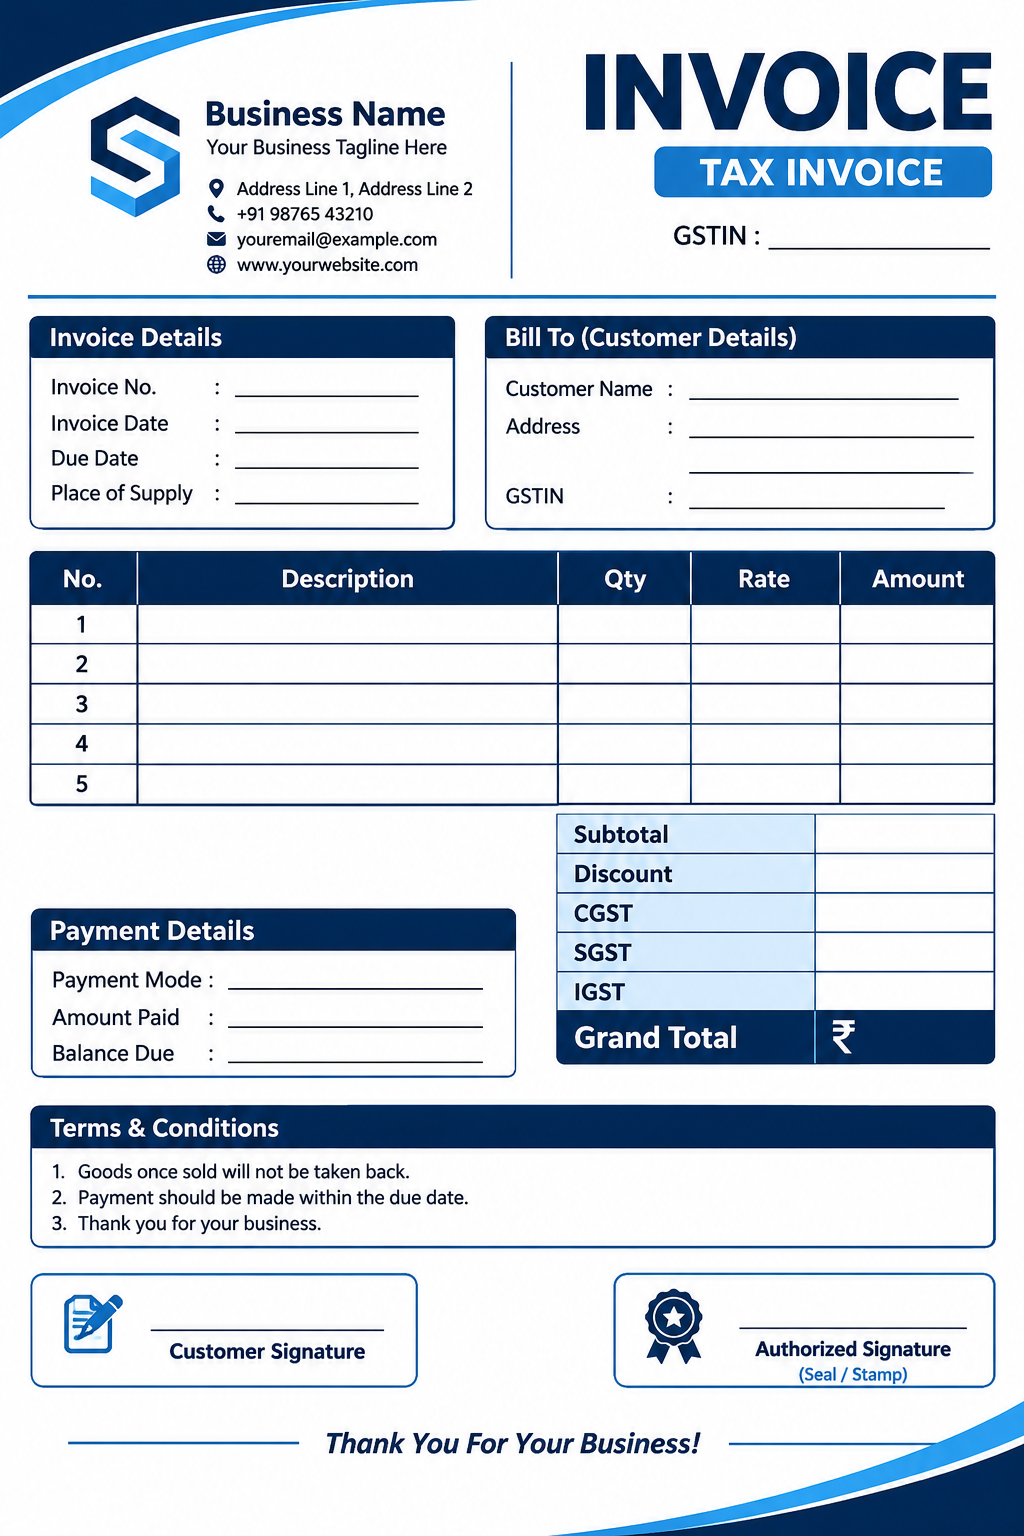 INVOICE
TAX INVOICE
GSTIN :
Business Name
Your Business Tagline Here
Address Line 1, Address Line 2
+91 98765 43210
youremail@example.com
www.yourwebsite.com
Invoice Details
Invoice No. :
Invoice Date :
Due Date :
Place of Supply :
Bill To (Customer Details)
Customer Name :
Address :
GSTIN :
No. Description Qty Rate Amount
1
2
3
4
5
Subtotal
Discount
CGST
SGST
IGST
Grand Total ₹
Payment Details
Payment Mode :
Amount Paid :
Balance Due :
Terms & Conditions
1. Goods once sold will not be taken back.
2. Payment should be made within the due date.
3. Thank you for your business.
Customer Signature
Authorized Signature
(Seal / Stamp)
Thank You For Your Business!